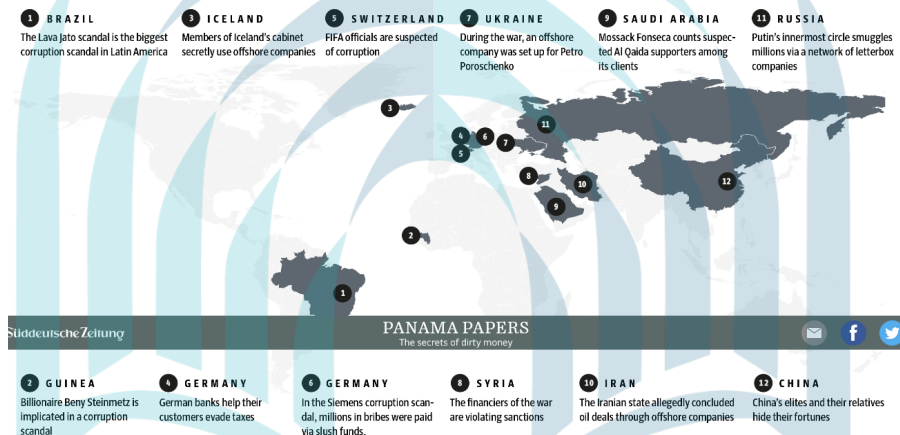 1 BRAZIL
The Lava Jato scandal is the biggest
corruption scandal in Latin America
3 ICELAND
Members of Iceland's cabinet
secretly use offshore companies
5 SWITZERLAND
FIFA officials are suspected
of corruption
7 UKRAINE
During the war, an offshore
company was set up for Petro
Poroschenko
9 SAUDI ARABIA
Mossack Fonseca counts suspec-
ted Al Qaida supporters among
its clients
11 RUSSIA
Putin's innermost circle smuggles
millions via a network of letterbox
companies
3
4
6
7
11
5
8
10
12
9
2
1
Süddeutsche Zeitung
PANAMA PAPERS
The secrets of dirty money
2 GUINEA
Billionaire Beny Steinmetz is
implicated in a corruption
scandal
4 GERMANY
German banks help their
customers evade taxes
6 GERMANY
In the Siemens corruption scan-
dal, millions in bribes were paid
via slush funds.
8 SYRIA
The financiers of the war
are violating sanctions
10 IRAN
The Iranian state allegedly concluded
oil deals through offshore companies
12 CHINA
China's elites and their relatives
hide their fortunes